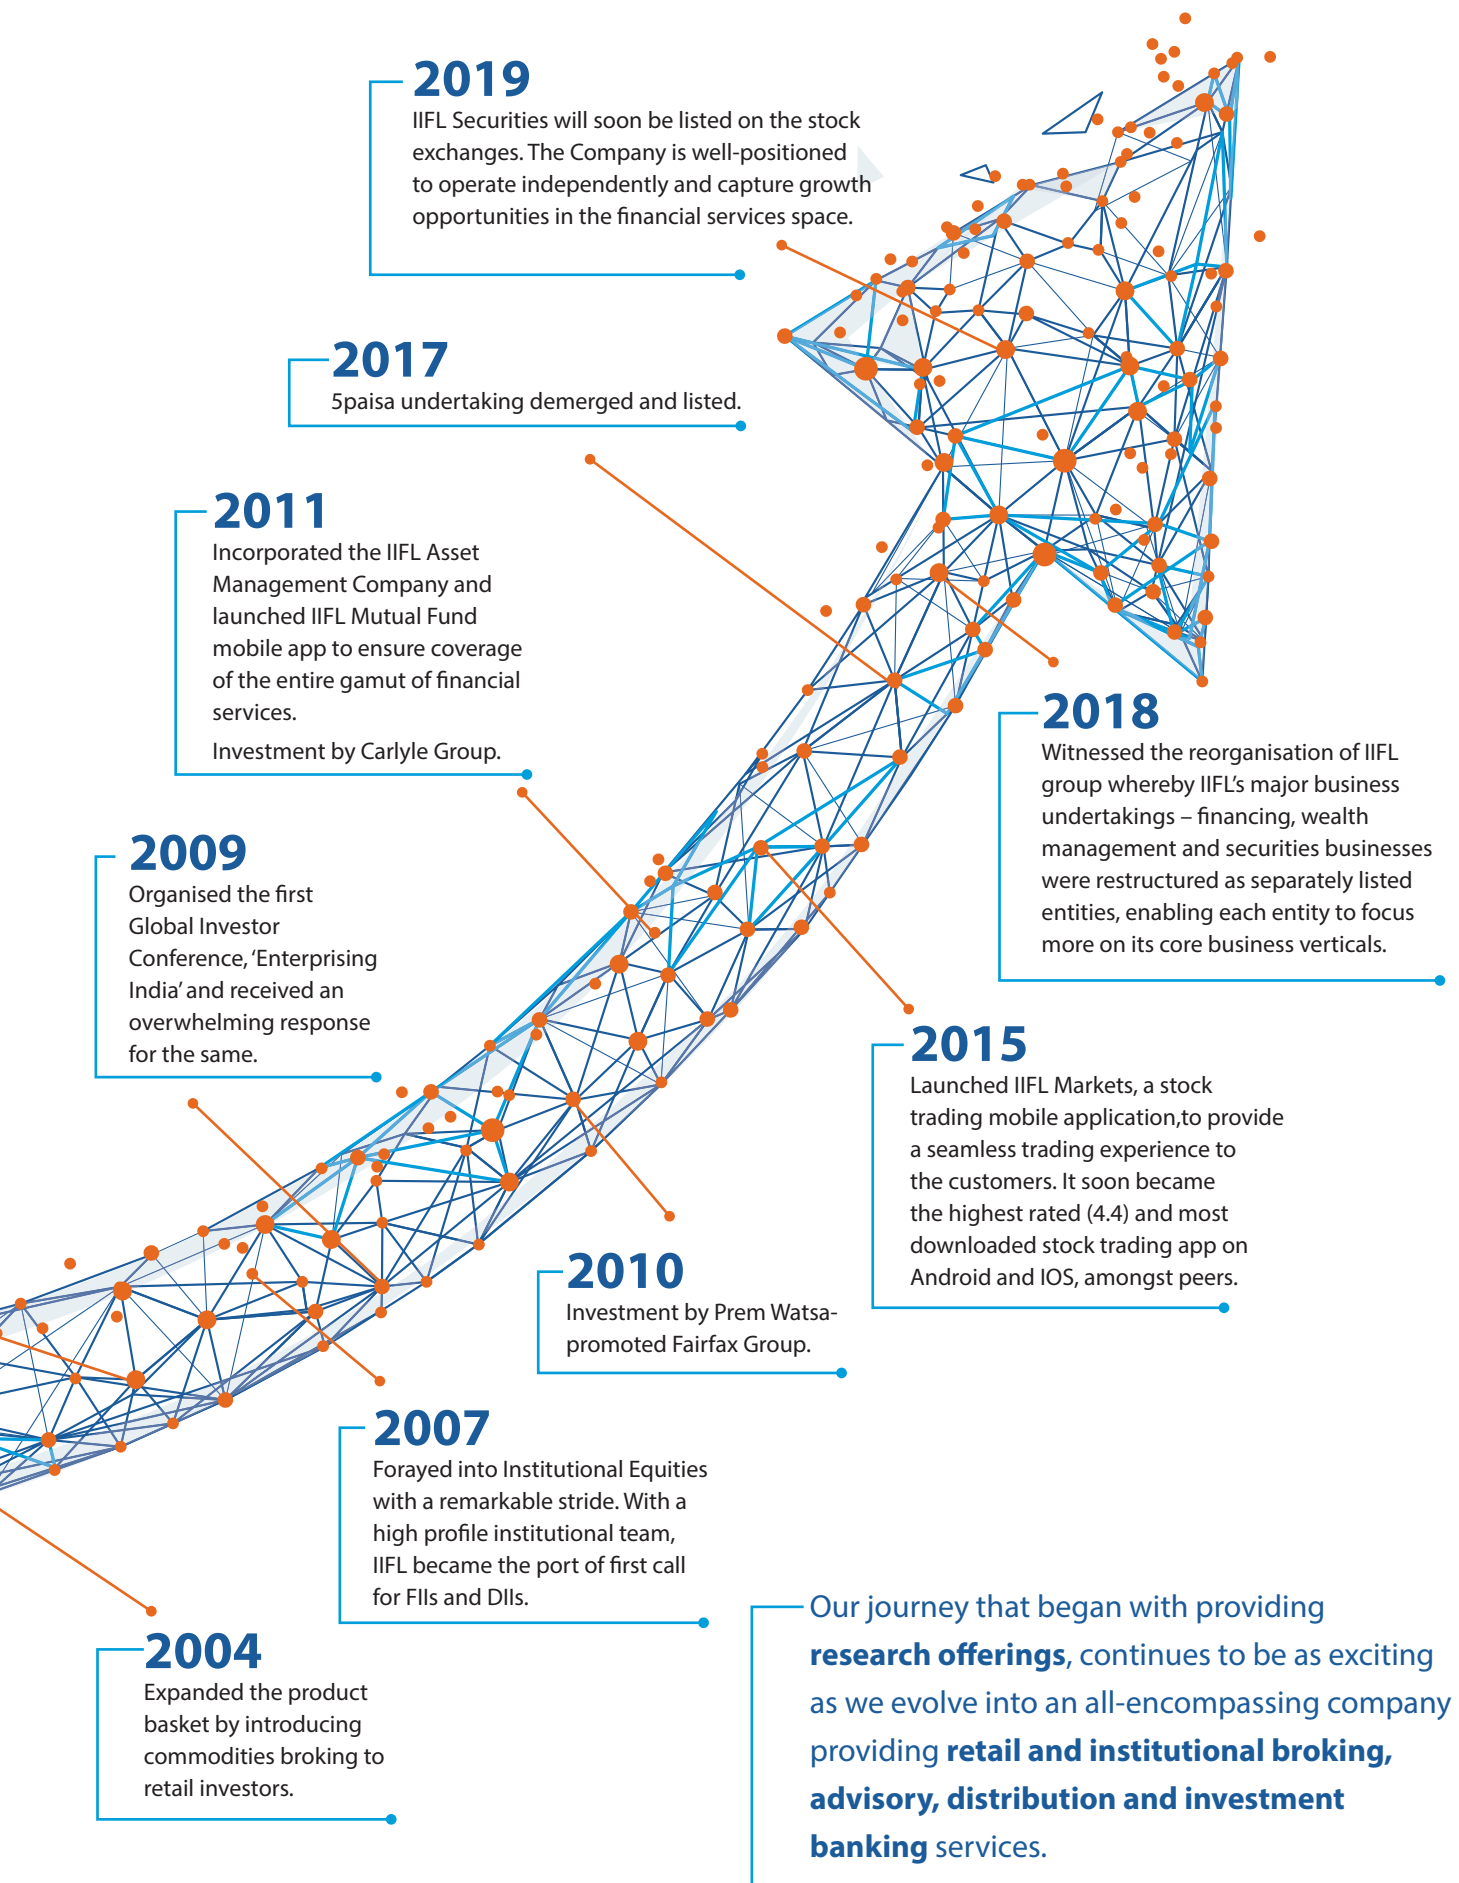 2019
IIFL Securities will soon be listed on the stock
exchanges. The Company is well-positioned
to operate independently and capture growth
opportunities in the financial services space.
2017
5paisa undertaking demerged and listed.
2011
Incorporated the IIFL Asset
Management Company and
launched IIFL Mutual Fund
mobile app to ensure coverage
of the entire gamut of financial
services.
Investment by Carlyle Group.
2018
Witnessed the reorganisation of IIFL
group whereby IIFL’s major business
undertakings – financing, wealth
management and securities businesses
were restructured as separately listed
entities, enabling each entity to focus
more on its core business verticals.
2009
Organised the first
Global Investor
Conference, ‘Enterprising
India’ and received an
overwhelming response
for the same.
2015
Launched IIFL Markets, a stock
trading mobile application,to provide
a seamless trading experience to
the customers. It soon became
the highest rated (4.4) and most
downloaded stock trading app on
Android and IOS, amongst peers.
2010
Investment by Prem Watsa-
promoted Fairfax Group.
2007
Forayed into Institutional Equities
with a remarkable stride. With a
high profile institutional team,
IIFL became the port of first call
for FIIs and DIIs.
2004
Expanded the product
basket by introducing
commodities broking to
retail investors.
Our journey that began with providing
research offerings, continues to be as exciting
as we evolve into an all-encompassing company
providing retail and institutional broking,
advisory, distribution and investment
banking services.